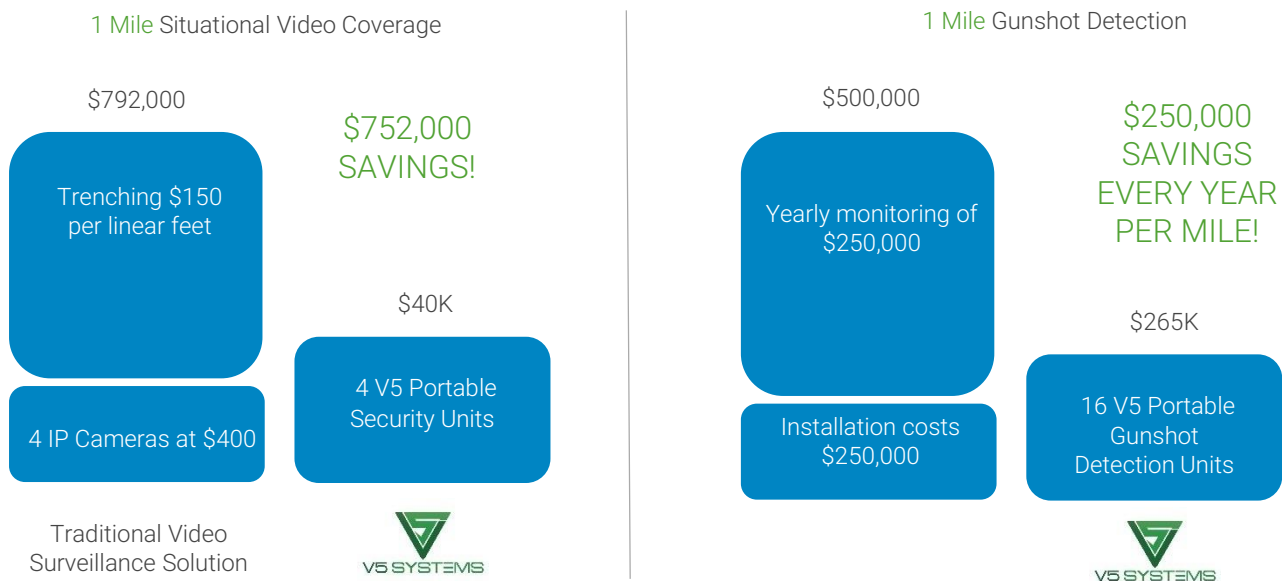 1 Mile Situational Video Coverage
$792,000
Trenching $150
per linear feet
4 IP Cameras at $400
Traditional Video
Surveillance Solution
$752,000
SAVINGS!
$40K
4 V5 Portable
Security Units
V5 SYSTEMS
1 Mile Gunshot Detection
$500,000
Yearly monitoring of
$250,000
Installation costs
$250,000
$250,000
SAVINGS
EVERY YEAR
PER MILE!
$265K
16 V5 Portable
Gunshot
Detection Units
V5 SYSTEMS